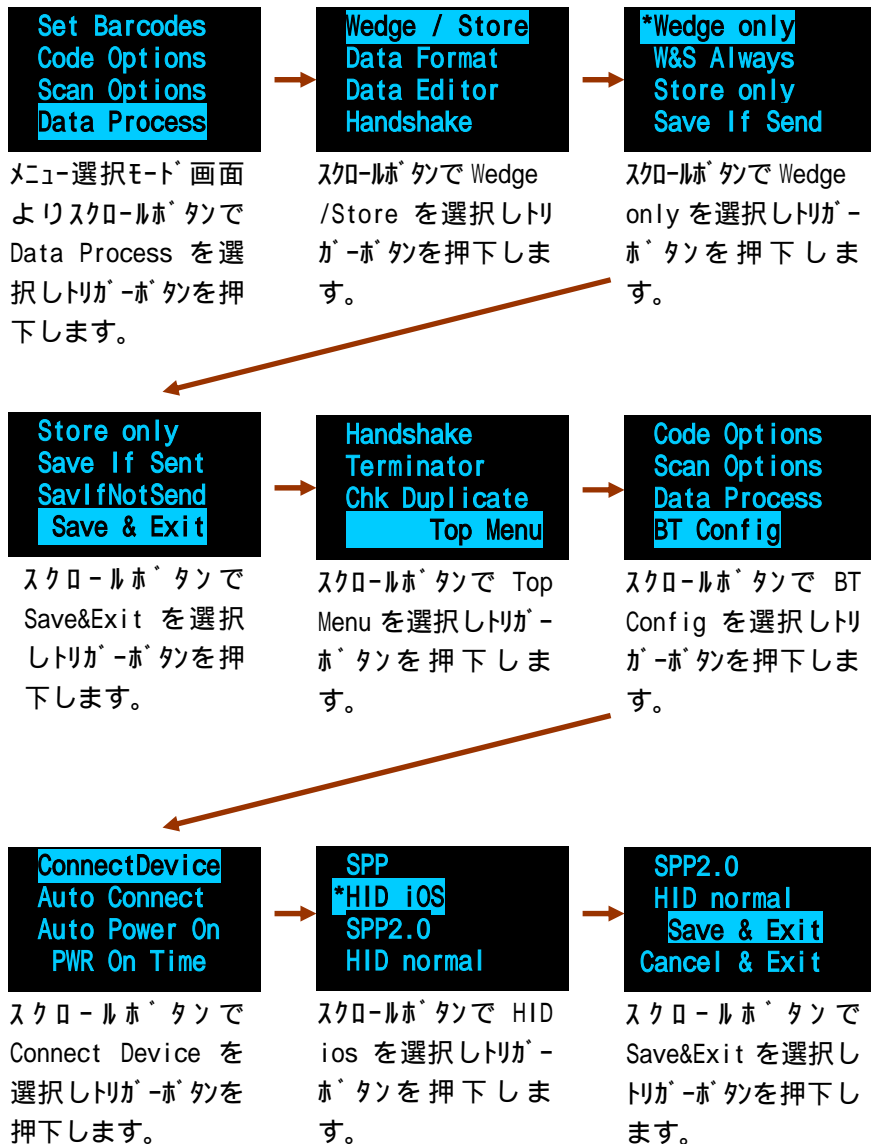 Set Barcodes
Code Options
Scan Options
Data Process
ﾒﾆｭｰ選択ﾓｰﾄﾞ画面
よりｽｸﾛｰﾙﾎﾞﾀﾝで
Data Process を選
択しﾄﾘｶﾞｰﾎﾞﾀﾝを押
下します。
Wedge / Store
Data Format
Data Editor
Handshake
ｽｸﾛｰﾙﾎﾞﾀﾝで Wedge
/Store を選択しﾄﾘ
ｶﾞｰﾎﾞﾀﾝを押下しま
す。
*Wedge only
W&S Always
Store only
Save If Send
ｽｸﾛｰﾙﾎﾞﾀﾝで Wedge
only を選択しﾄﾘｶﾞｰ
ﾎﾞﾀﾝを押下しま
す。
Store only
Save If Sent
SavIfNotSend
Save & Exit
ｽｸﾛｰﾙﾎﾞﾀﾝで
Save&Exit を選択
しﾄﾘｶﾞｰﾎﾞﾀﾝを押
下します。
Handshake
Terminator
Chk Duplicate
Top Menu
ｽｸﾛｰﾙﾎﾞﾀﾝで Top
Menu を選択しﾄﾘｶﾞｰ
ﾎﾞﾀﾝを押下しま
す。
Code Options
Scan Options
Data Process
BT Config
ｽｸﾛｰﾙﾎﾞﾀﾝで BT
Config を選択しﾄﾘ
ｶﾞｰﾎﾞﾀﾝを押下しま
す。
ConnectDevice
Auto Connect
Auto Power On
PWR On Time
ｽｸﾛｰﾙﾎﾞﾀﾝで
Connect Device を
選択しﾄﾘｶﾞｰﾎﾞﾀﾝを
押下します。
SPP
*HID iOS
SPP2.0
HID normal
ｽｸﾛｰﾙﾎﾞﾀﾝで HID
ios を選択しﾄﾘｶﾞｰ
ﾎﾞﾀﾝを押下しま
す。
SPP2.0
HID normal
Save & Exit
Cancel & Exit
ｽｸﾛｰﾙﾎﾞﾀﾝで
Save&Exit を選択し
ﾄﾘｶﾞｰﾎﾞﾀﾝを押下し
ます。